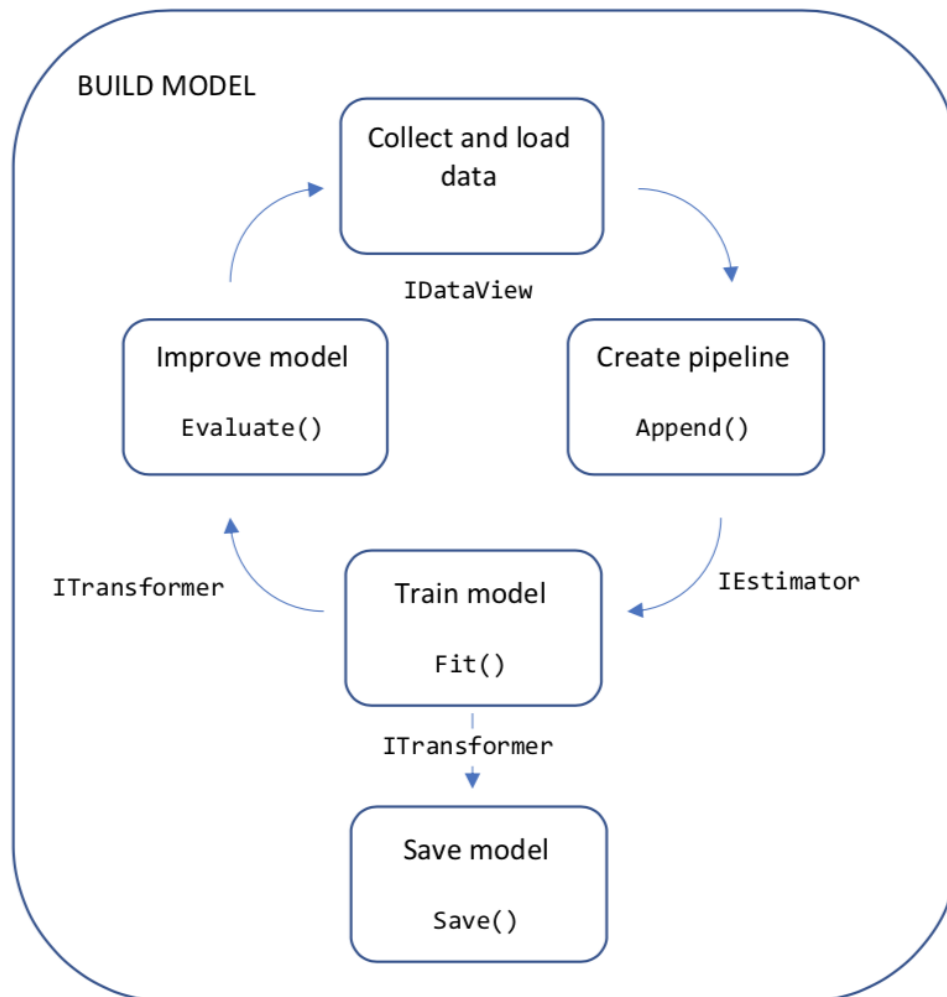 BUILD MODEL
Collect and load
data
IDataView
Improve model
Evaluate()
Create pipeline
Append()
ITransformer
IEstimator
Train model
Fit()
ITransformer
Save model
Save()